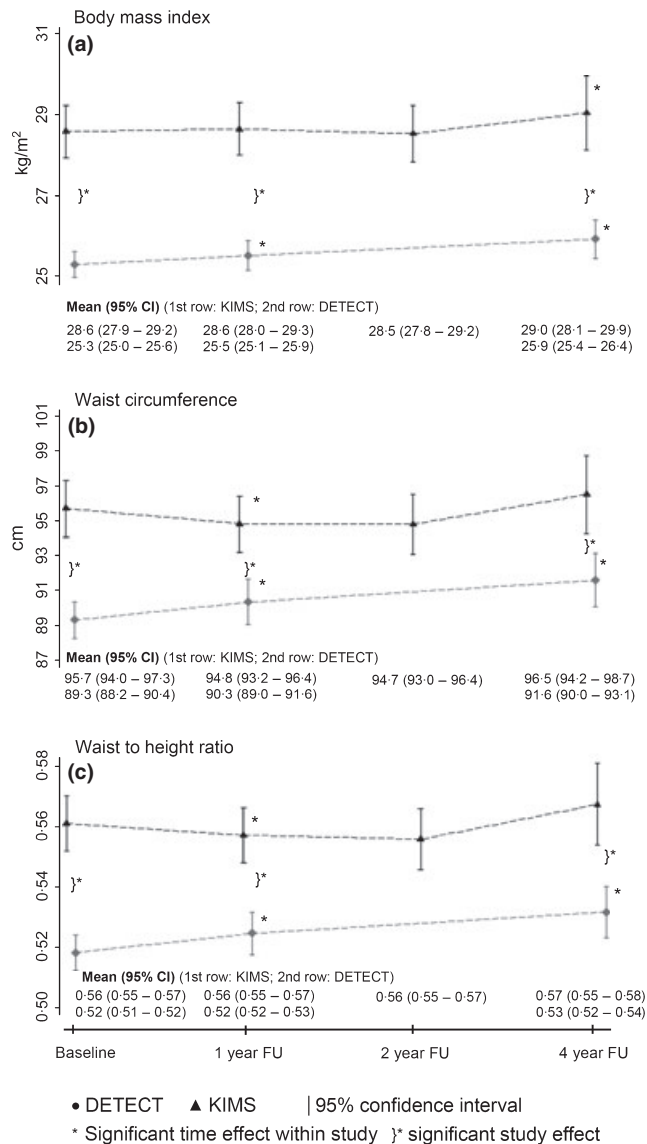 Body mass index
(a)
31
29
27
25
kg/m²
*
}*
}*
}*
*
*
Mean (95% CI) (1st row: KIMS; 2nd row: DETECT)
28·6 (27·9 – 29·2) 28·6 (28·0 – 29·3) 28·5 (27·8 – 29·2) 29·0 (28·1 – 29·9)
25·3 (25·0 – 25·6) 25·5 (25·1 – 25·9) 25·9 (25·4 – 26·4)
Waist circumference
(b)
101
99
97
95
93
91
89
87
cm
*
}*
}*
}*
*
*
Mean (95% CI) (1st row: KIMS; 2nd row: DETECT)
95·7 (94·0 – 97·3) 94·8 (93·2 – 96·4) 94·7 (93·0 – 96·4) 96·5 (94·2 – 98·7)
89·3 (88·2 – 90·4) 90·3 (89·0 – 91·6) 91·6 (90·0 – 93·1)
Waist to height ratio
(c)
0·58
0·56
0·54
0·52
0·50
*
}*
}*
}*
*
*
Mean (95% CI) (1st row: KIMS; 2nd row: DETECT)
0·56 (0·55 – 0·57) 0·56 (0·55 – 0·57) 0·56 (0·55 – 0·57) 0·57 (0·55 – 0·58)
0·52 (0·51 – 0·52) 0·52 (0·52 – 0·53) 0·53 (0·52 – 0·54)
Baseline 1 year FU 2 year FU 4 year FU
● DETECT ▲ KIMS | 95% confidence interval
* Significant time effect within study }* significant study effect